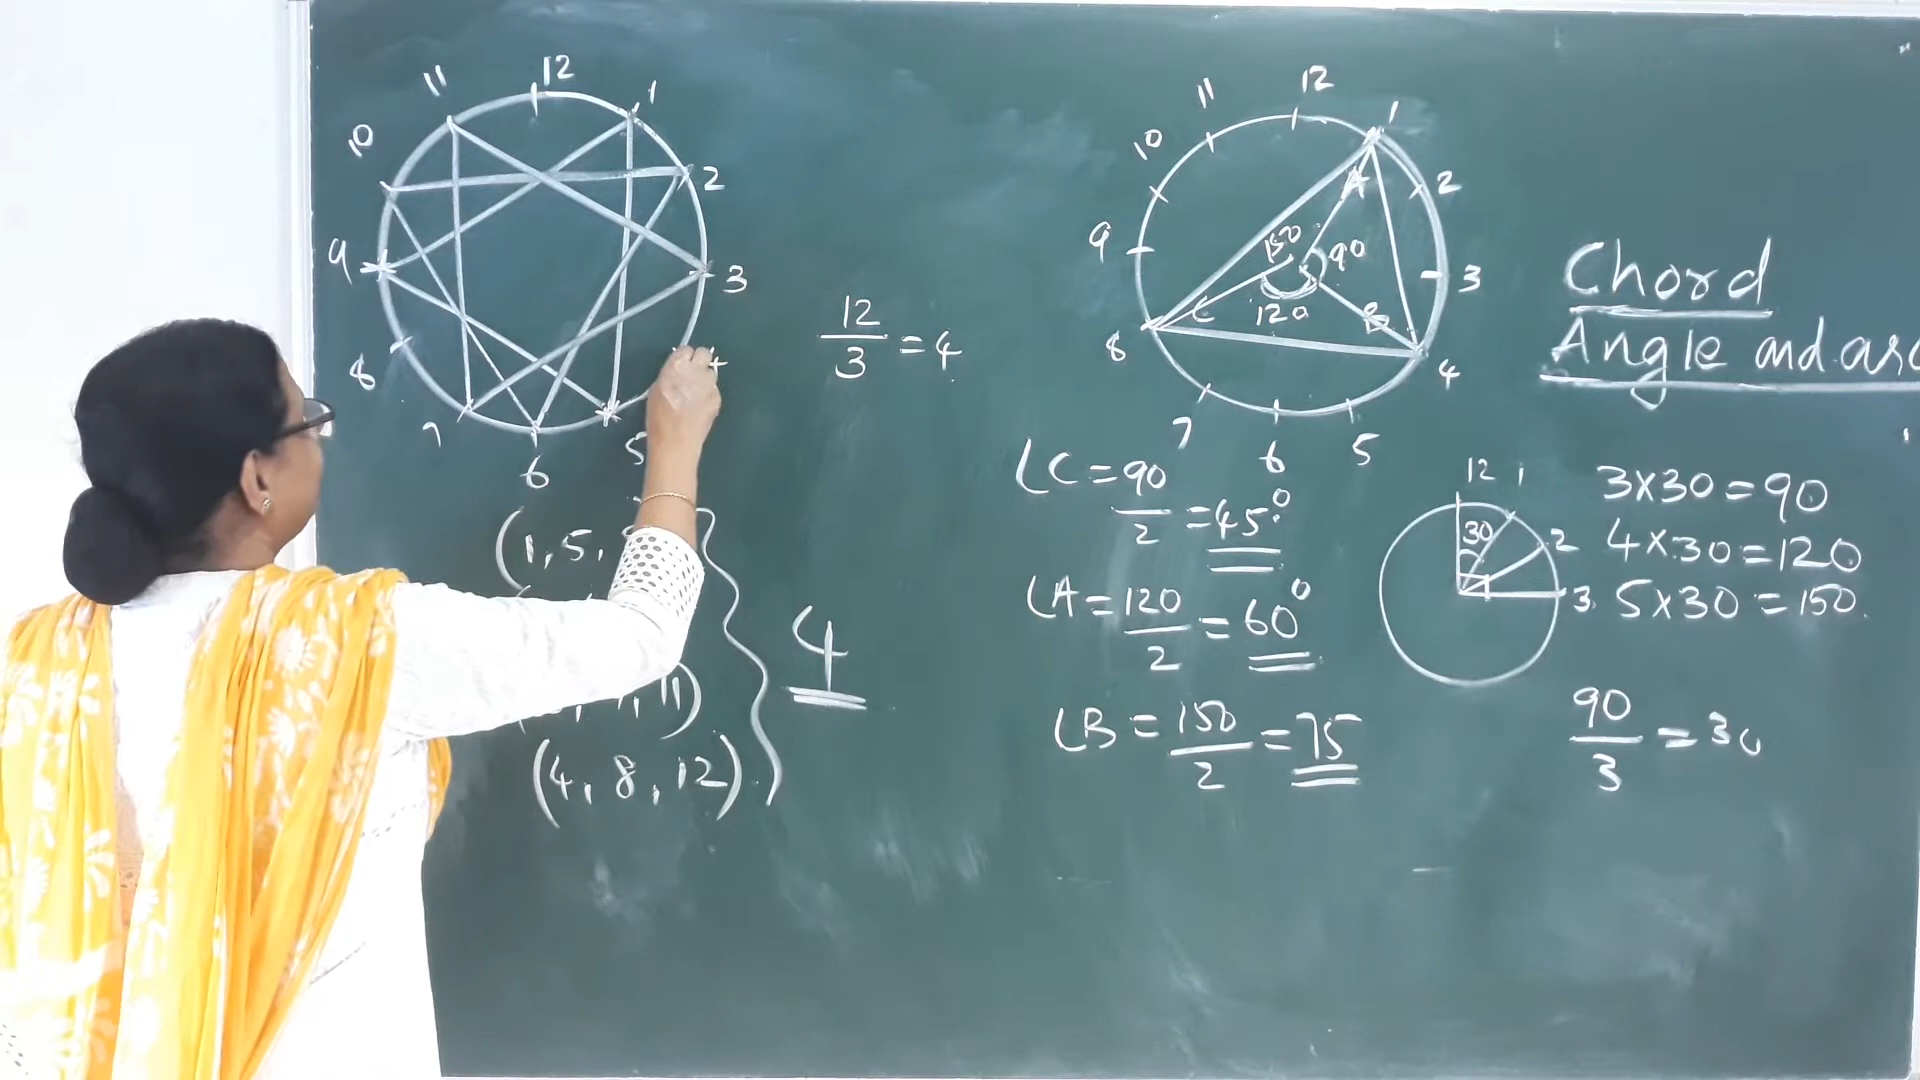 12
11
1
10
2
9
3
8
7
5
6
12/3 = 4
(1, 5,
, 11)
(4, 8, 12)
4
12
11
1
10
2
A
150
90
9
3
C
120
B
8
4
7
6
5
Chord
Angle and arc
∠C = 90/2 = 45°
∠A = 120/2 = 60°
∠B = 150/2 = 75
12 1
30
2
3
3x30 = 90
4x30 = 120
5x30 = 150.
90/3 = 30